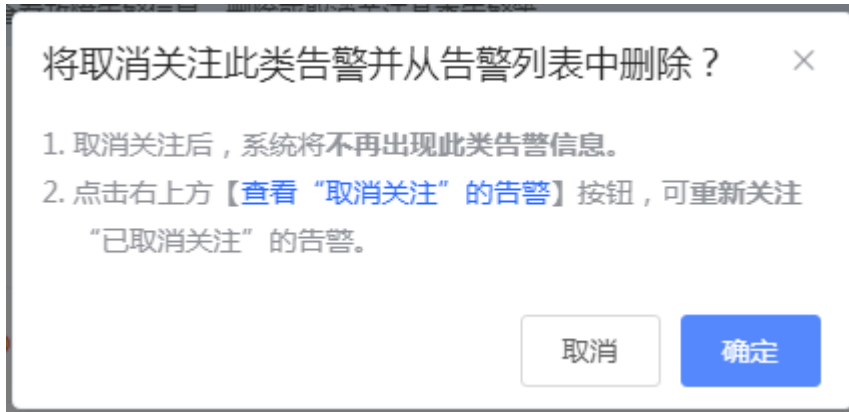 将取消关注此类告警并从告警列表中删除？
1. 取消关注后，系统将不再出现此类告警信息。
2. 点击右上方【查看“取消关注”的告警】按钮，可重新关注
“已取消关注”的告警。
取消
确定